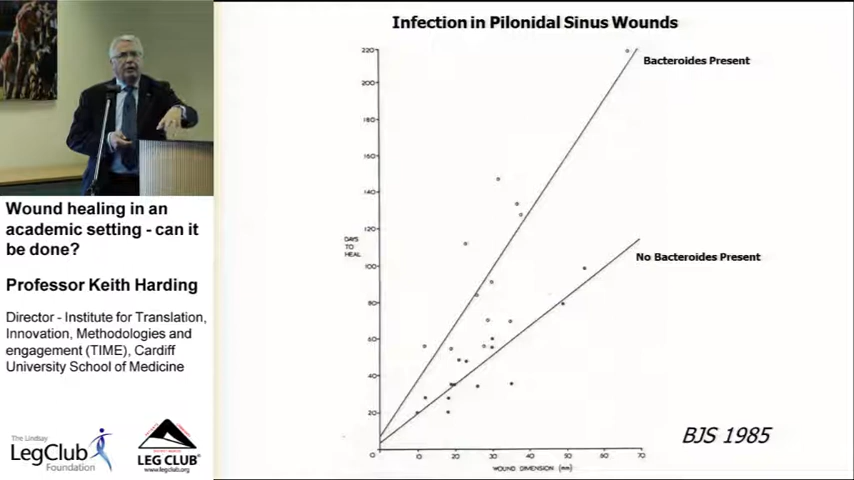 Wound healing in an
academic setting - can it
be done?
Professor Keith Harding
Director - Institute for Translation,
Innovation, Methodologies and
engagement (TIME), Cardiff
University School of Medicine
The Lindsay
LegClub
Foundation
LEG CLUB®
www.legclub.org
Infection in Pilonidal Sinus Wounds
220
200
180
160
140
120
100
80
60
40
20
0
DAYS
TO
HEAL
Bacteroides Present
No Bacteroides Present
10 20 30 40 50 60 70
WOUND DIMENSION (mm)
BJS 1985